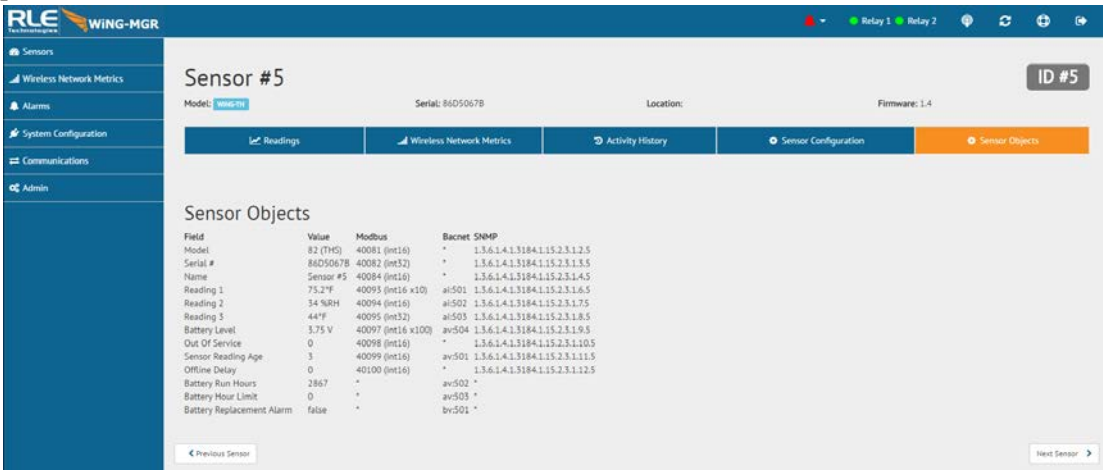 RLE WiNG-MGR
Technologies
Relay 1 Relay 2
Sensors
Wireless Network Metrics
Alarms
System Configuration
Communications
Admin
Sensor #5
ID #5
Model: WiNG-TH Serial: 86D5067B Location: Firmware: 1.4
Readings Wireless Network Metrics Activity History Sensor Configuration Sensor Objects
Sensor Objects
Field Value Modbus Bacnet SNMP
Model 82 (THS) 40081 (int16) * 1.3.6.1.4.1.3184.1.15.2.3.1.2.5
Serial # 86D5067B 40082 (int32) * 1.3.6.1.4.1.3184.1.15.2.3.1.3.5
Name Sensor #5 40084 (int16) * 1.3.6.1.4.1.3184.1.15.2.3.1.4.5
Reading 1 75.2°F 40093 (int16 x10) ai:501 1.3.6.1.4.1.3184.1.15.2.3.1.6.5
Reading 2 34 %RH 40094 (int16) ai:502 1.3.6.1.4.1.3184.1.15.2.3.1.7.5
Reading 3 44°F 40095 (int32) ai:503 1.3.6.1.4.1.3184.1.15.2.3.1.8.5
Battery Level 3.75 V 40097 (int16 x100) av:504 1.3.6.1.4.1.3184.1.15.2.3.1.9.5
Out Of Service 0 40098 (int16) * 1.3.6.1.4.1.3184.1.15.2.3.1.10.5
Sensor Reading Age 3 40099 (int16) av:501 1.3.6.1.4.1.3184.1.15.2.3.1.11.5
Offline Delay 0 40100 (int16) * 1.3.6.1.4.1.3184.1.15.2.3.1.12.5
Battery Run Hours 2867 * av:502 *
Battery Hour Limit 0 * av:503 *
Battery Replacement Alarm false * bv:501 *
Previous Sensor
Next Sensor